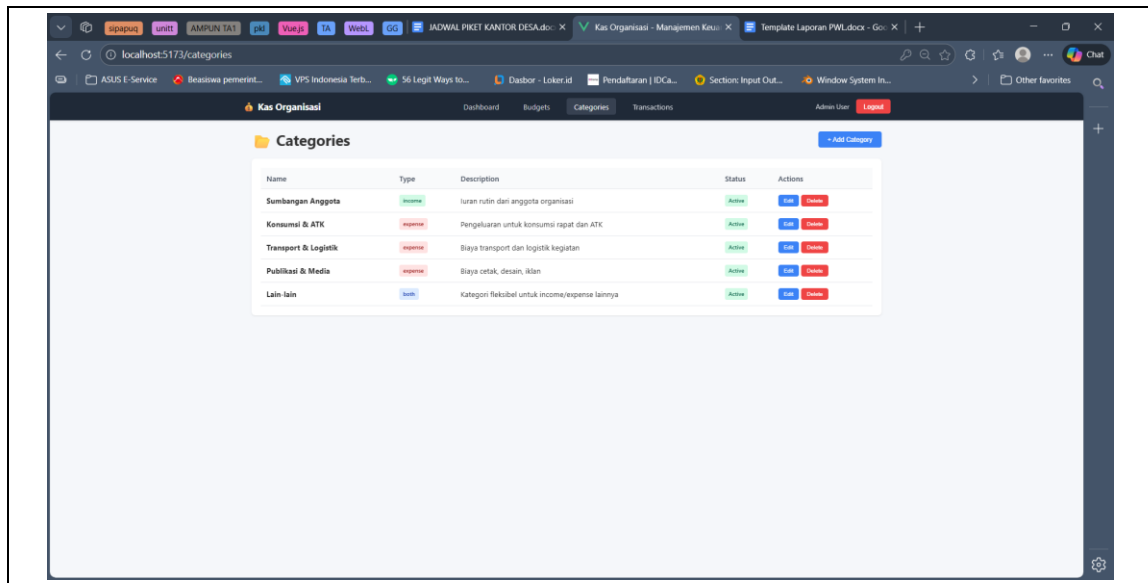 sipapuq unitt AMPUN TA1 pkl Vue.js TA WebL GG JADWAL PIKET KANTOR DESA.doc Kas Organisasi - Manajemen Keua Template Laporan PWL.docx - Goo
localhost:5173/categories Chat
ASUS E-Service Beasiswa pemerint... VPS Indonesia Terb... 56 Legit Ways to... Dasbor - Loker.id Pendaftaran | IDCa... Section: Input Out... Window System In... Other favorites
Kas Organisasi Dashboard Budgets Categories Transactions Admin User Logout
Categories + Add Category
Name Type Description Status Actions
Sumbangan Anggota income Iuran rutin dari anggota organisasi Active Edit Delete
Konsumsi & ATK expense Pengeluaran untuk konsumsi rapat dan ATK Active Edit Delete
Transport & Logistik expense Biaya transport dan logistik kegiatan Active Edit Delete
Publikasi & Media expense Biaya cetak, desain, iklan Active Edit Delete
Lain-lain both Kategori fleksibel untuk income/expense lainnya Active Edit Delete